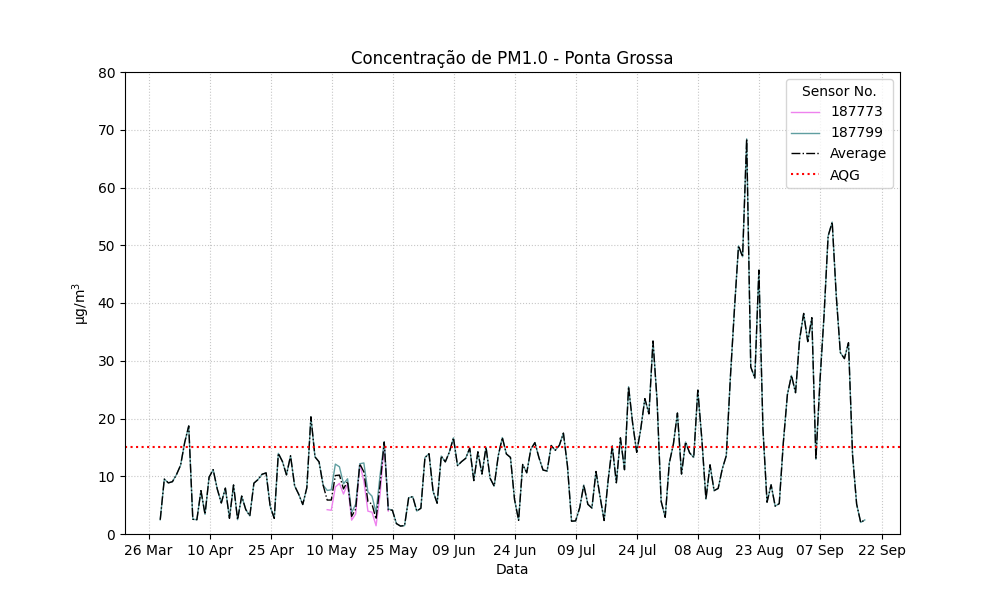 Concentração de PM1.0 - Ponta Grossa
80
70
60
50
40
30
20
10
0
μg/m³
Sensor No.
187773
187799
Average
AQG
26 Mar 10 Apr 25 Apr 10 May 25 May 09 Jun 24 Jun 09 Jul 24 Jul 08 Aug 23 Aug 07 Sep 22 Sep
Data